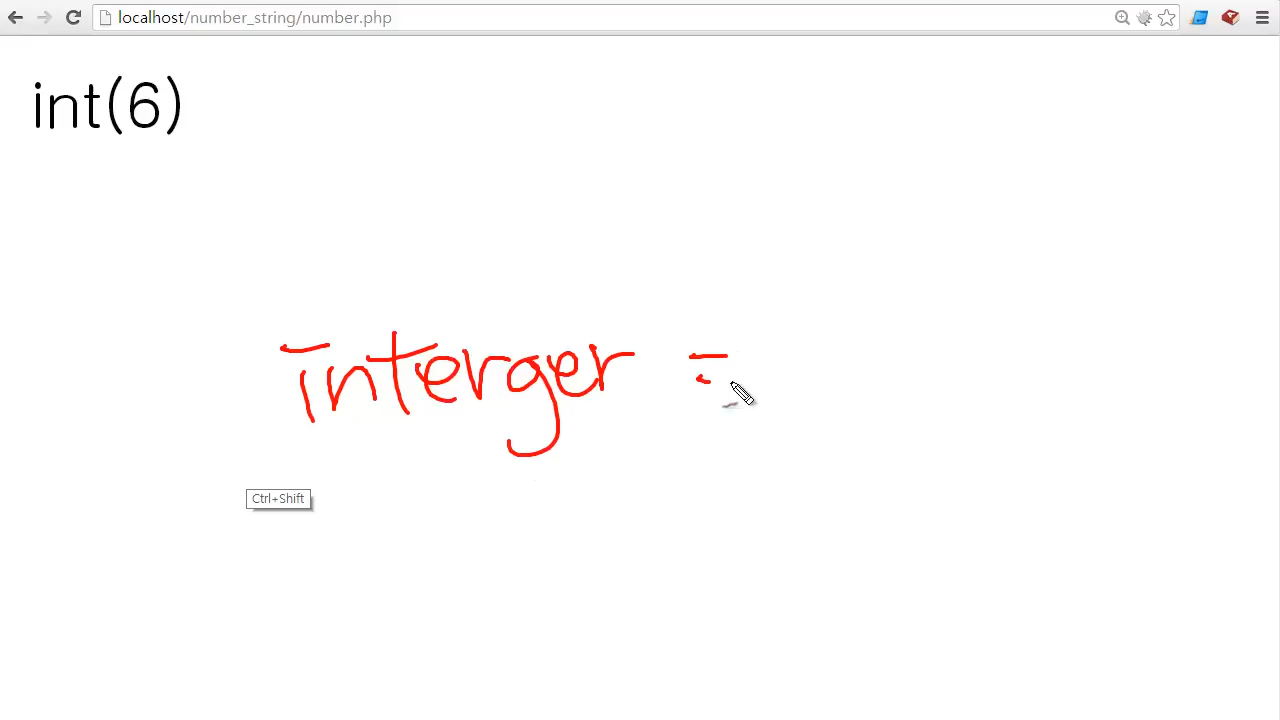 localhost/number_string/number.php
int(6)
interger =
Ctrl+Shift